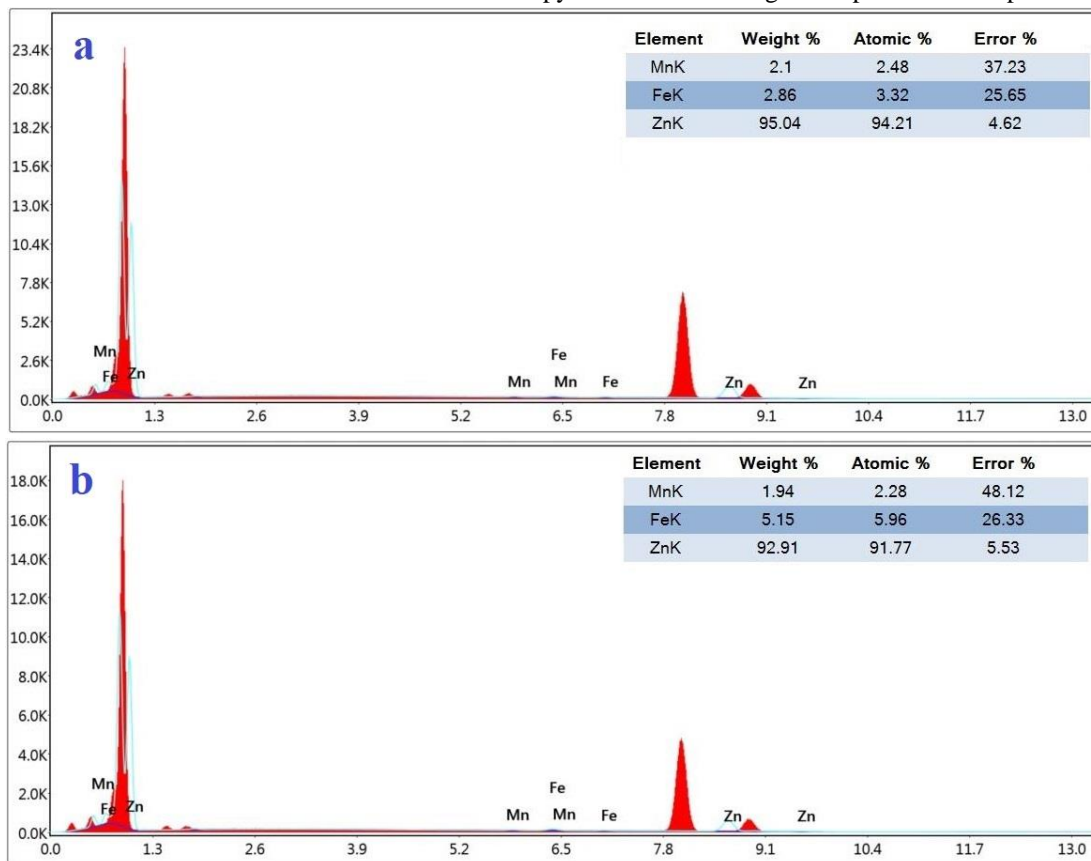 a
Element Weight % Atomic % Error %
MnK 2.1 2.48 37.23
FeK 2.86 3.32 25.65
ZnK 95.04 94.21 4.62
23.4K
20.8K
18.2K
15.6K
13.0K
10.4K
7.8K
5.2K
2.6K
0.0K
Mn
Fe Zn
Fe
Mn Mn Fe Zn Zn
0.0 1.3 2.6 3.9 5.2 6.5 7.8 9.1 10.4 11.7 13.0
b
Element Weight % Atomic % Error %
MnK 1.94 2.28 48.12
FeK 5.15 5.96 26.33
ZnK 92.91 91.77 5.53
18.0K
16.0K
14.0K
12.0K
10.0K
8.0K
6.0K
4.0K
2.0K
0.0K
Mn
Fe Zn
Fe
Mn Mn Fe Zn Zn
0.0 1.3 2.6 3.9 5.2 6.5 7.8 9.1 10.4 11.7 13.0